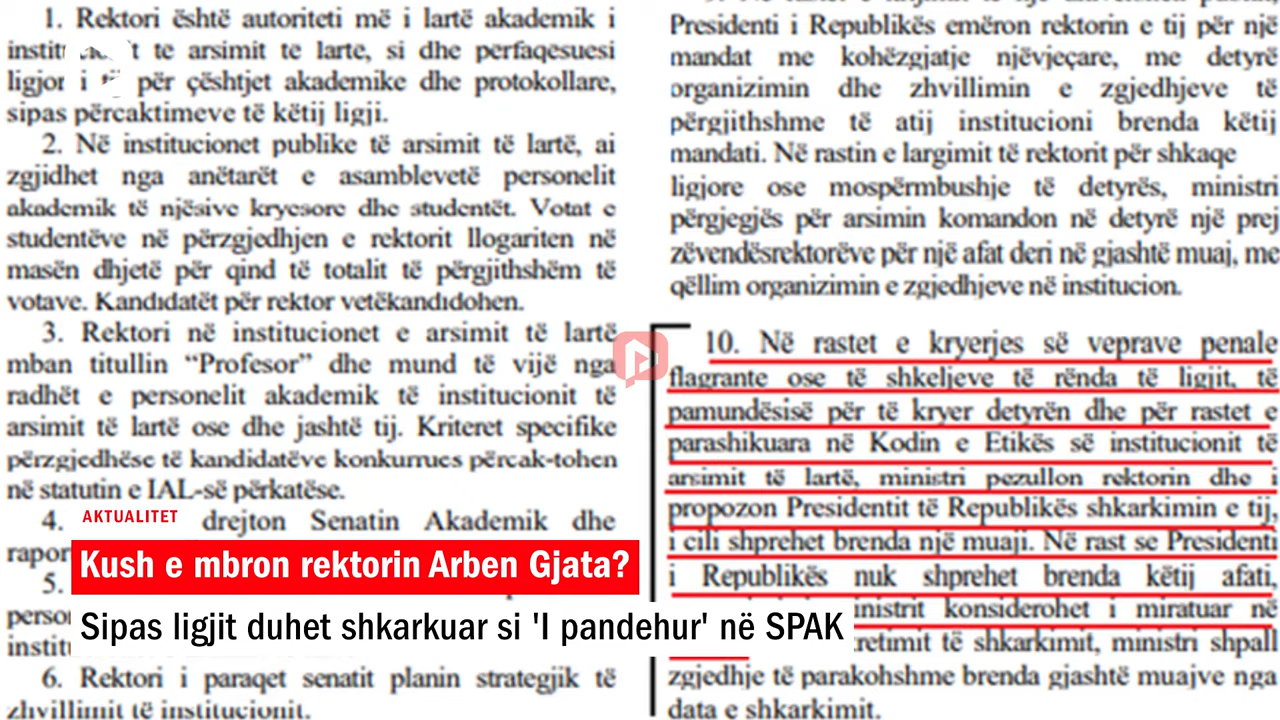 1. Rektori është autoriteti më i lartë akademik i
te arsimit te larte, si dhe perfaqesuesi
ligjor i për çështjet akademike dhe protokollare,
sipas përcaktimeve të këtij ligji.
2. Në institucionet publike të arsimit të lartë, ai
zgjidhet nga anëtarët e asamblevetë personelit
akademik të njësive kryesore dhe studentët. Votat e
studentëve në përzgjedhjen e rektorit llogariten në
masën dhjetë për qind të totalit të përgjithshëm të
votave. Kandidatët për rektor vetëkandidohen.
3. Rektori në institucionet e arsimit të lartë
mban titullin “Profesor” dhe mund të vijë nga
radhët e personelit akademik të institucionit të
arsimit të lartë ose dhe jashtë tij. Kriteret specifike
përzgjedhëse të kandidatëve konkurrues përcak-tohen
në statutin e IAL-së përkatëse.
4. drejton Senatin Akademik dhe
rapor
5.
perso
instit
6. Rektori i paraqet senatit planin strategjik të
zhvillimit të institucionit.
Presidenti i Republikës emëron rektorin e tij për një
mandat me kohëzgjatje njëvjeçare, me detyrë
organizimin dhe zhvillimin e zgjedhjeve të
përgjithshme të atij institucioni brenda këtij
mandati. Në rastin e largimit të rektorit për shkaqe
ligjore ose mospërmbushje të detyrës, ministri
përgjegjës për arsimin komandon në detyrë një prej
zëvendësrektorëve për një afat deri në gjashtë muaj, me
qëllim organizimin e zgjedhjeve në institucion.
10. Në rastet e kryerjes së veprave penale
flagrante ose të shkeljeve të rënda të ligjit, të
pamundësisë për të kryer detyrën dhe për rastet e
parashikuara në Kodin e Etikës së institucionit të
arsimit të lartë, ministri pezullon rektorin dhe i
propozon Presidentit të Republikës shkarkimin e tij,
i cili shprehet brenda një muaji. Në rast se Presidenti
i Republikës nuk shprehet brenda këtij afati,
inistrit konsiderohet i miratuar në
retimit të shkarkimit, ministri shpall
zgjedhje të parakohshme brenda gjashtë muajve nga
data e shkarkimit.
AKTUALITET
Kush e mbron rektorin Arben Gjata?
Sipas ligjit duhet shkarkuar si 'I pandehur' në SPAK